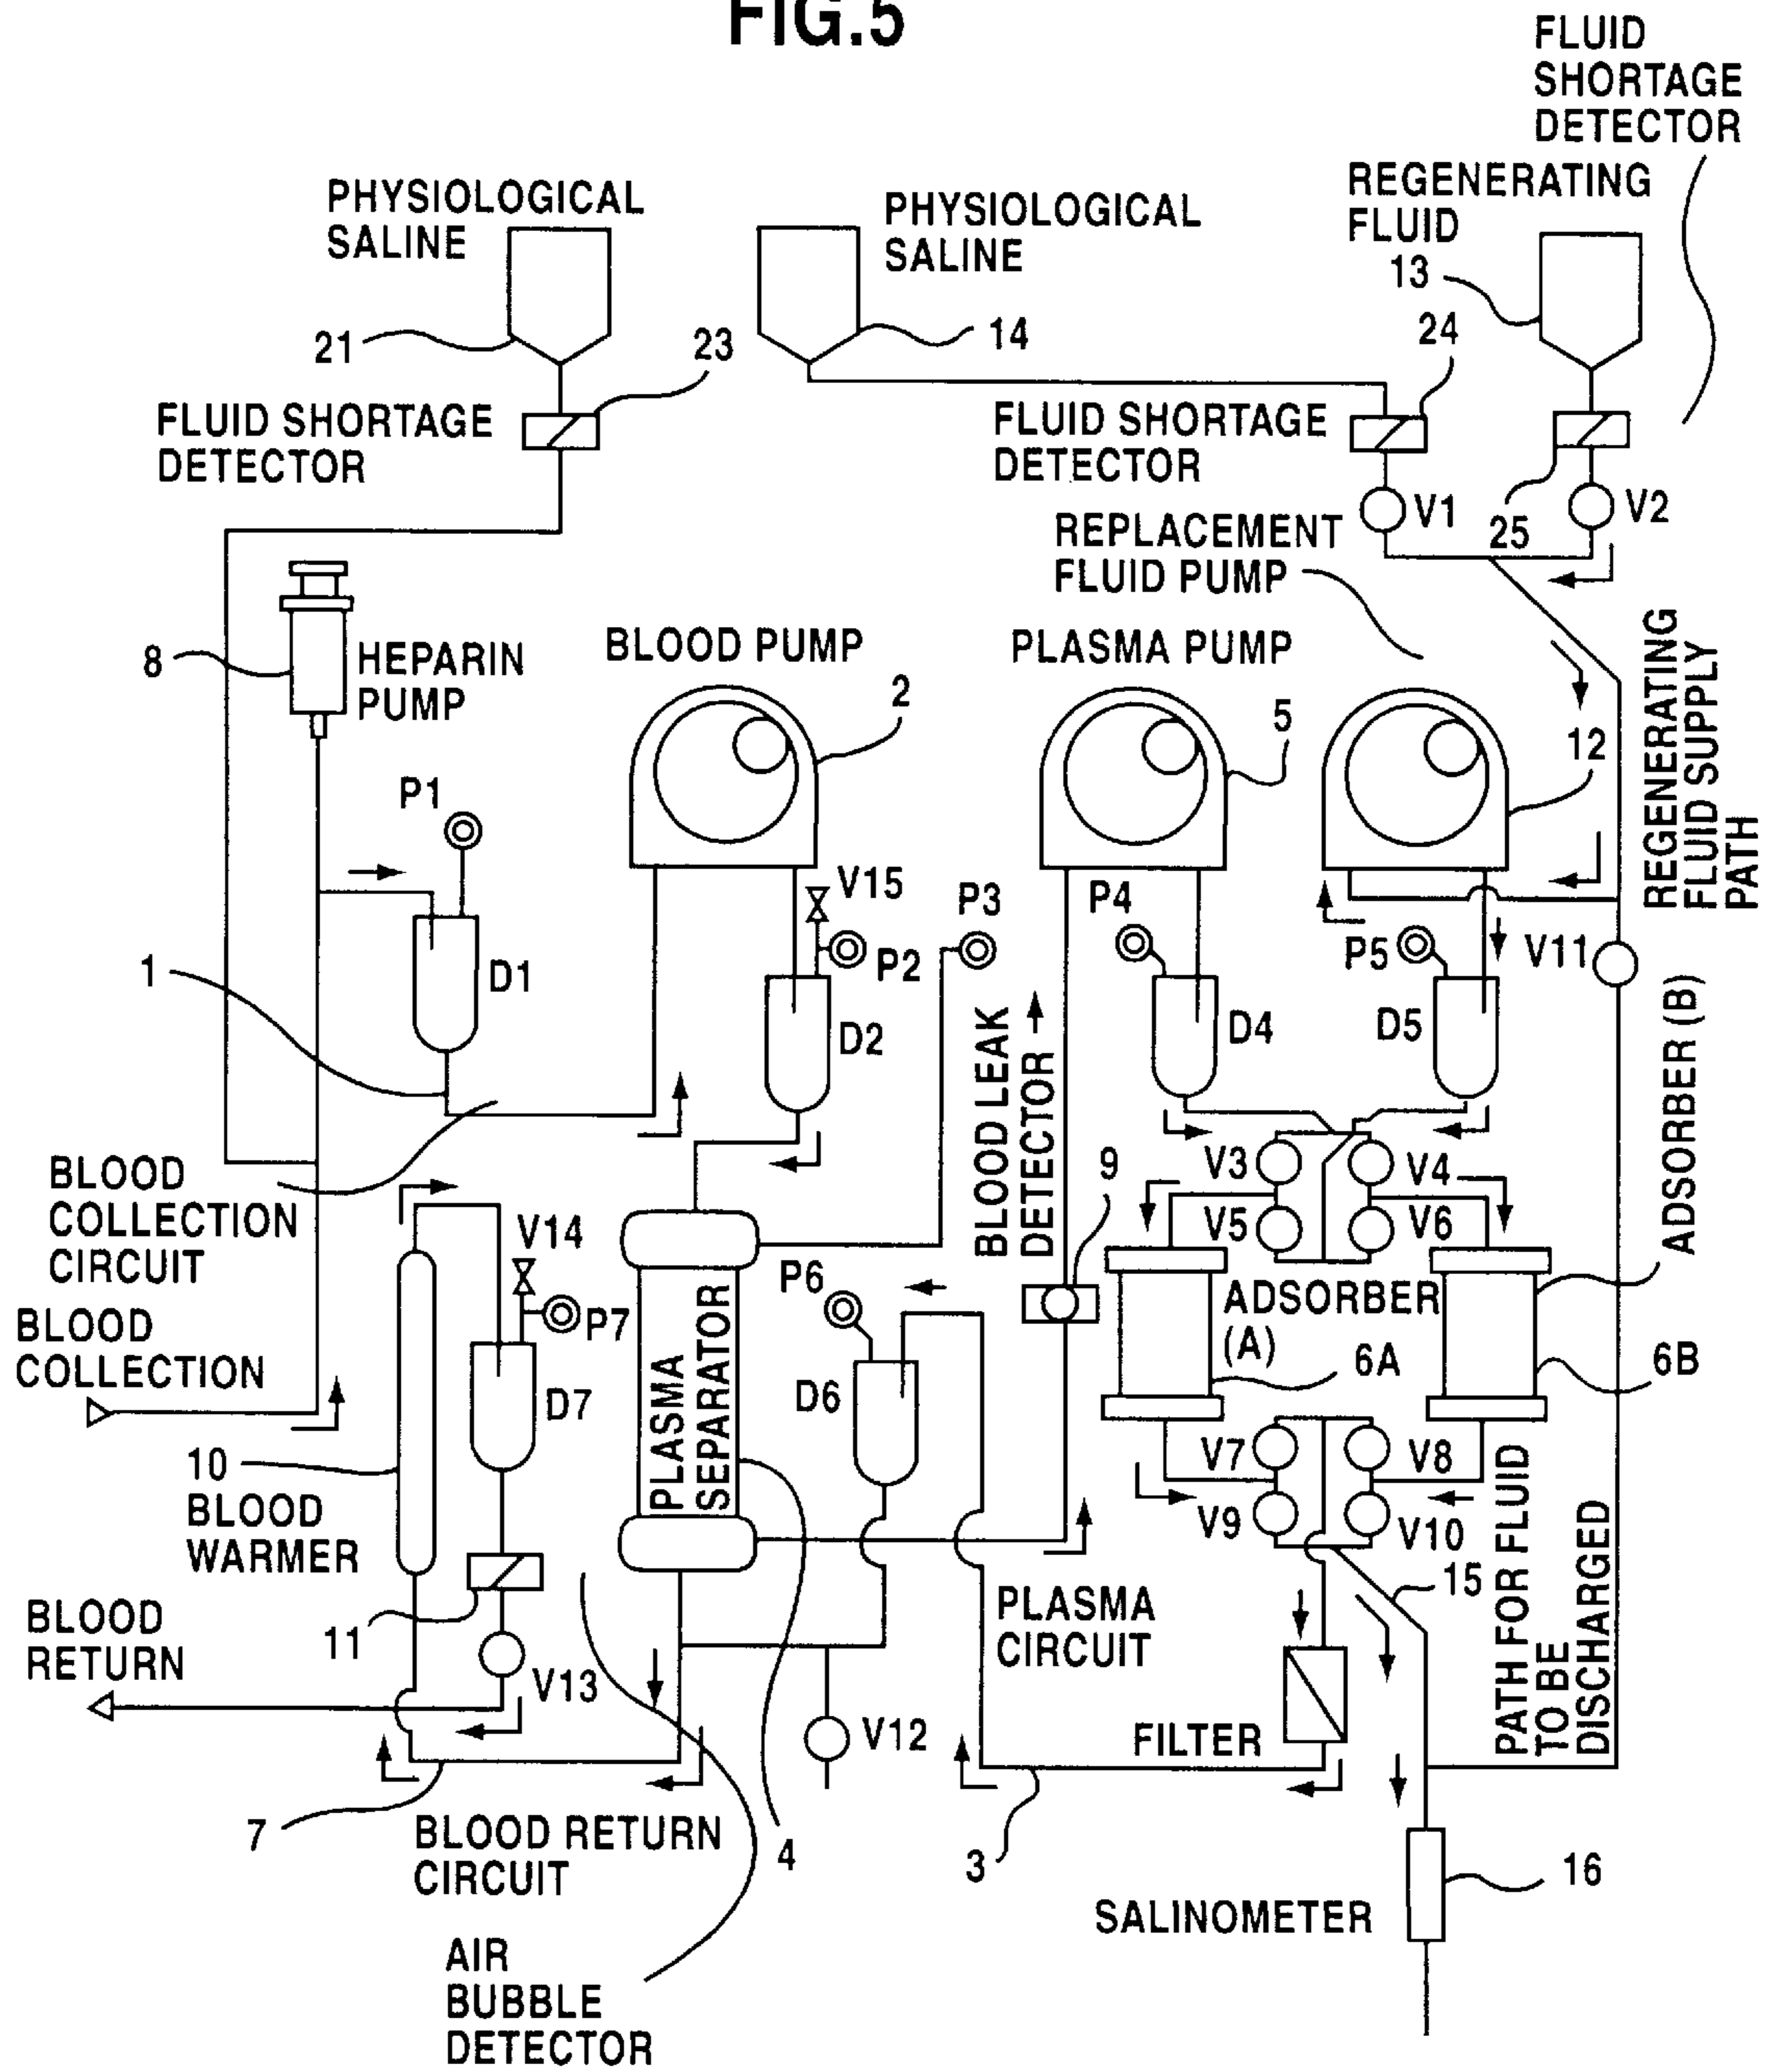 FIG.5
FLUID
SHORTAGE
DETECTOR
PHYSIOLOGICAL
SALINE
PHYSIOLOGICAL
SALINE
REGENERATING
FLUID
13
21
23
14
24
FLUID SHORTAGE
DETECTOR
FLUID SHORTAGE
DETECTOR
V1
25
V2
REPLACEMENT
FLUID PUMP
8
HEPARIN
PUMP
BLOOD PUMP
2
PLASMA PUMP
5
12
REGENERATING
FLUID SUPPLY
PATH
P1
V15
P2
P3
P4
P5
V11
1
D1
D2
D4
D5
BLOOD LEAK
DETECTOR
9
V3
V4
V5
V6
ADSORBER (B)
BLOOD
COLLECTION
CIRCUIT
V14
P7
P6
ADSORBER
(A)
6A
6B
BLOOD
COLLECTION
D7
PLASMA
SEPARATOR
D6
V7
V8
V9
V10
10
BLOOD
WARMER
15
PATH FOR FLUID
TO BE
DISCHARGED
BLOOD
RETURN
11
V13
PLASMA
CIRCUIT
V12
FILTER
7
BLOOD RETURN
CIRCUIT
4
3
16
SALINOMETER
AIR
BUBBLE
DETECTOR